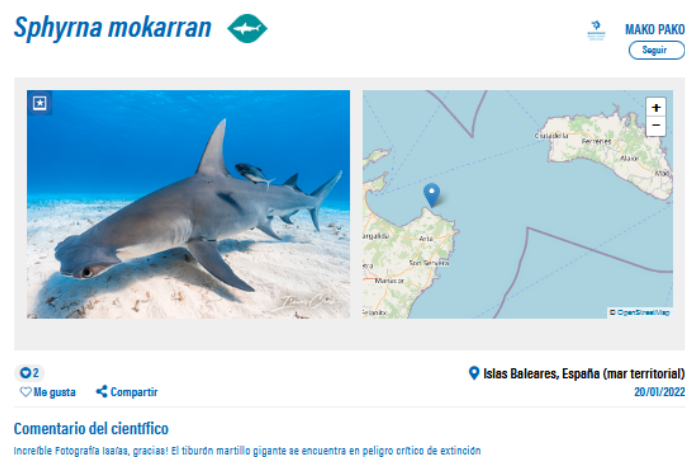 Sphyrna mokarran
MAKO PAKO
Seguir
+
−
Ciutadella
Ferreries
Alaior
Artà
Son Servera
Manacor
© OpenStreetMap
2
Me gusta
Compartir
Islas Baleares, España (mar territorial)
20/01/2022
Comentario del científico
Increíble Fotografía Isaías, gracias! El tiburón martillo gigante se encuentra en peligro crítico de extinción